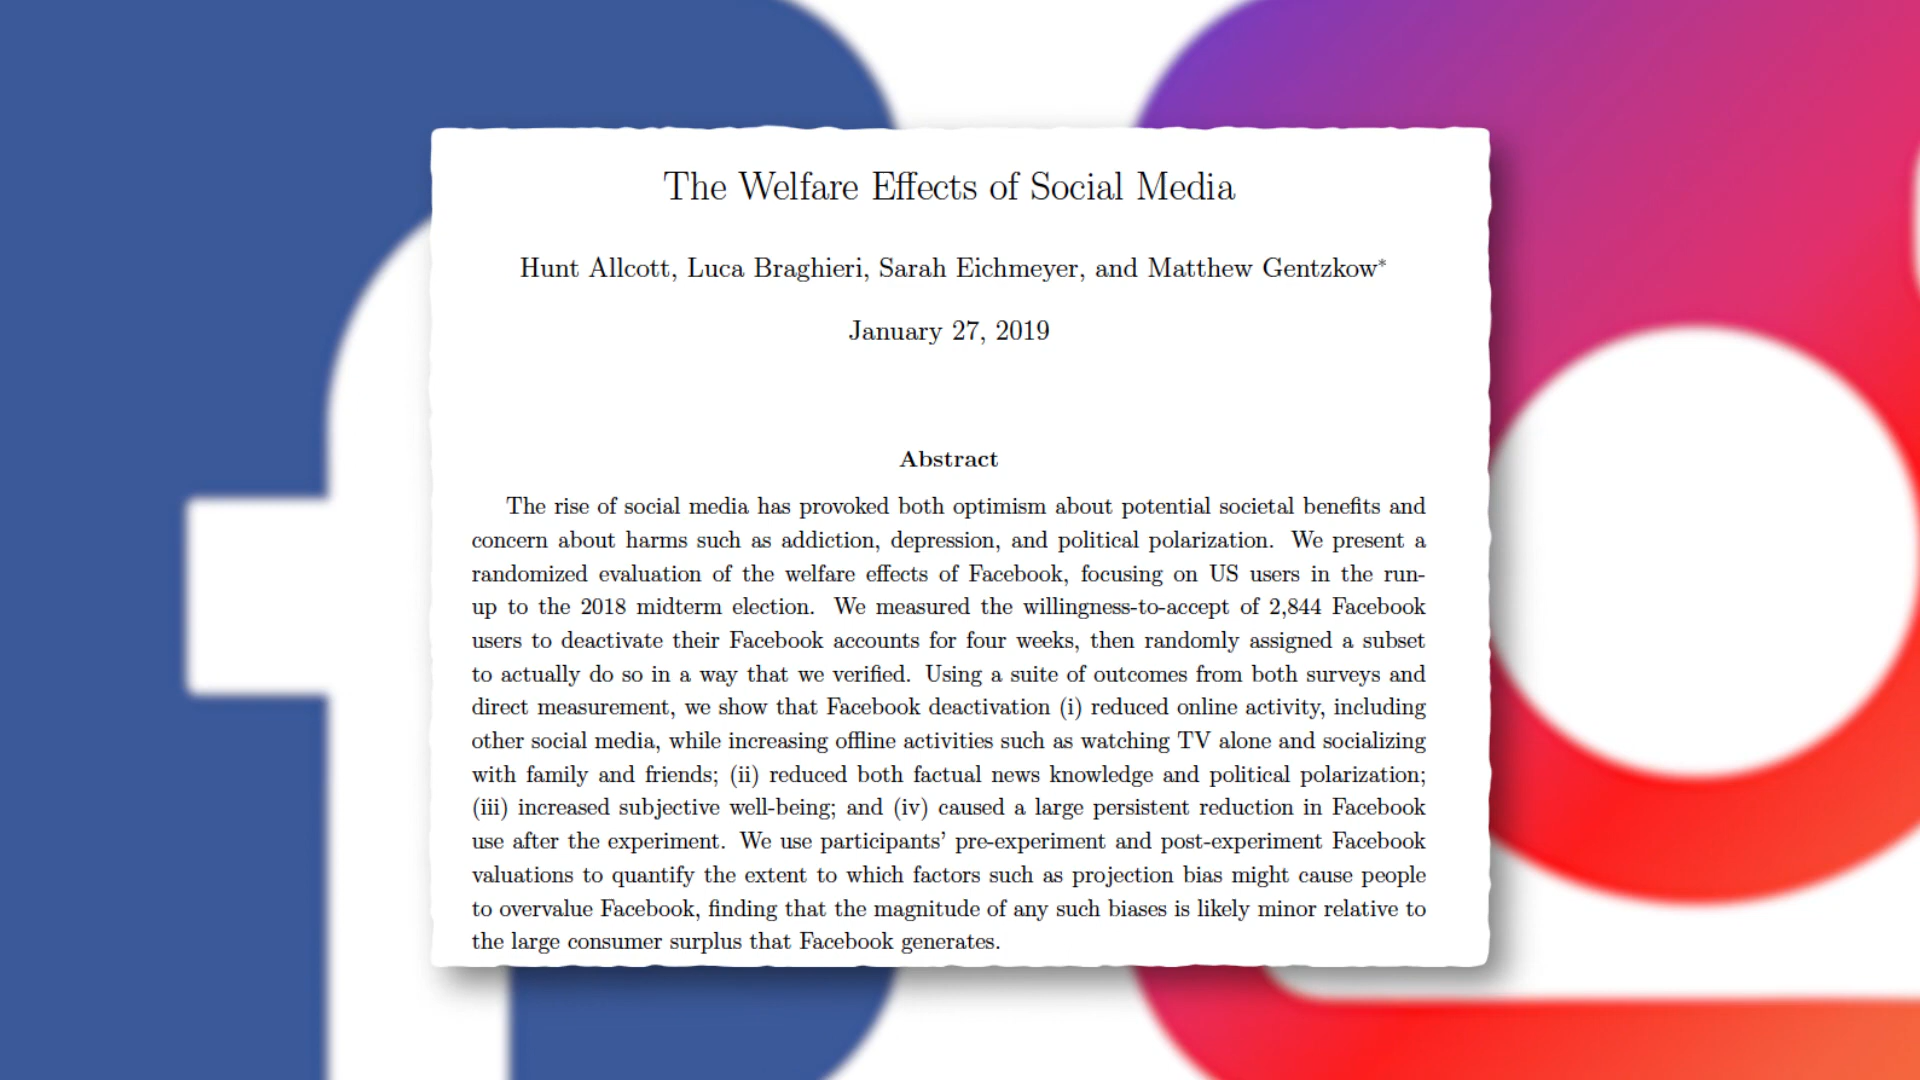 The Welfare Effects of Social Media
Hunt Allcott, Luca Braghieri, Sarah Eichmeyer, and Matthew Gentzkow*
January 27, 2019
Abstract
The rise of social media has provoked both optimism about potential societal benefits and
concern about harms such as addiction, depression, and political polarization. We present a
randomized evaluation of the welfare effects of Facebook, focusing on US users in the run-
up to the 2018 midterm election. We measured the willingness-to-accept of 2,844 Facebook
users to deactivate their Facebook accounts for four weeks, then randomly assigned a subset
to actually do so in a way that we verified. Using a suite of outcomes from both surveys and
direct measurement, we show that Facebook deactivation (i) reduced online activity, including
other social media, while increasing offline activities such as watching TV alone and socializing
with family and friends; (ii) reduced both factual news knowledge and political polarization;
(iii) increased subjective well-being; and (iv) caused a large persistent reduction in Facebook
use after the experiment. We use participants' pre-experiment and post-experiment Facebook
valuations to quantify the extent to which factors such as projection bias might cause people
to overvalue Facebook, finding that the magnitude of any such biases is likely minor relative to
the large consumer surplus that Facebook generates.